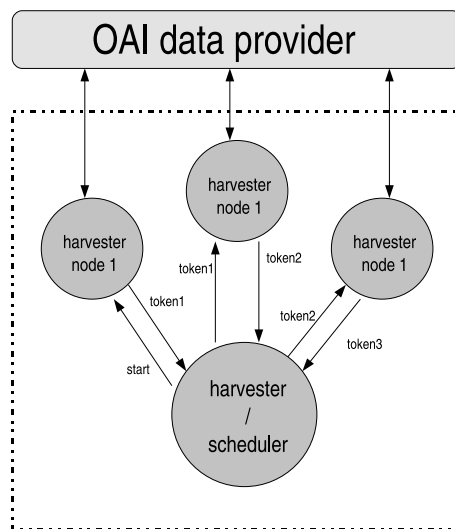 OAI data provider
harvester
node 1
harvester
node 1
harvester
node 1
token1
token1
token2
token2
token3
start
harvester
/
scheduler